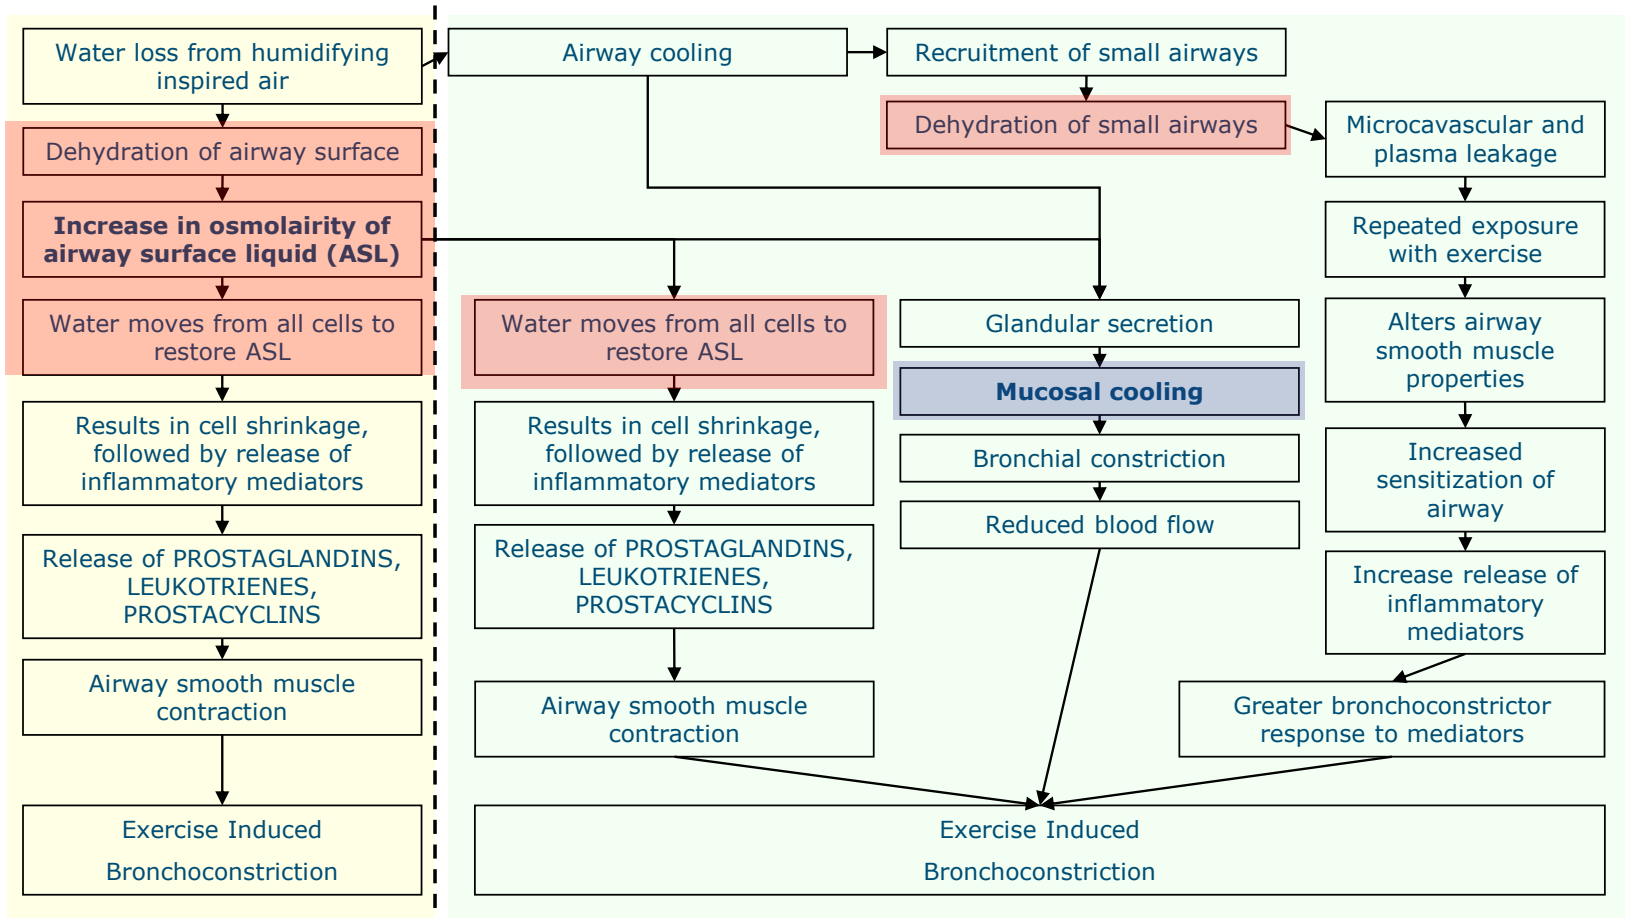 Water loss from humidifying
inspired air
Dehydration of airway surface
Increase in osmolairity of
airway surface liquid (ASL)
Water moves from all cells to
restore ASL
Results in cell shrinkage,
followed by release of
inflammatory mediators
Release of PROSTAGLANDINS,
LEUKOTRIENES,
PROSTACYCLINS
Airway smooth muscle
contraction
Exercise Induced
Bronchoconstriction
Airway cooling
Recruitment of small airways
Dehydration of small airways
Water moves from all cells to
restore ASL
Results in cell shrinkage,
followed by release of
inflammatory mediators
Release of PROSTAGLANDINS,
LEUKOTRIENES,
PROSTACYCLINS
Airway smooth muscle
contraction
Glandular secretion
Mucosal cooling
Bronchial constriction
Reduced blood flow
Microcavascular and
plasma leakage
Repeated exposure
with exercise
Alters airway
smooth muscle
properties
Increased
sensitization of
airway
Increase release of
inflammatory
mediators
Greater bronchoconstrictor
response to mediators
Exercise Induced
Bronchoconstriction